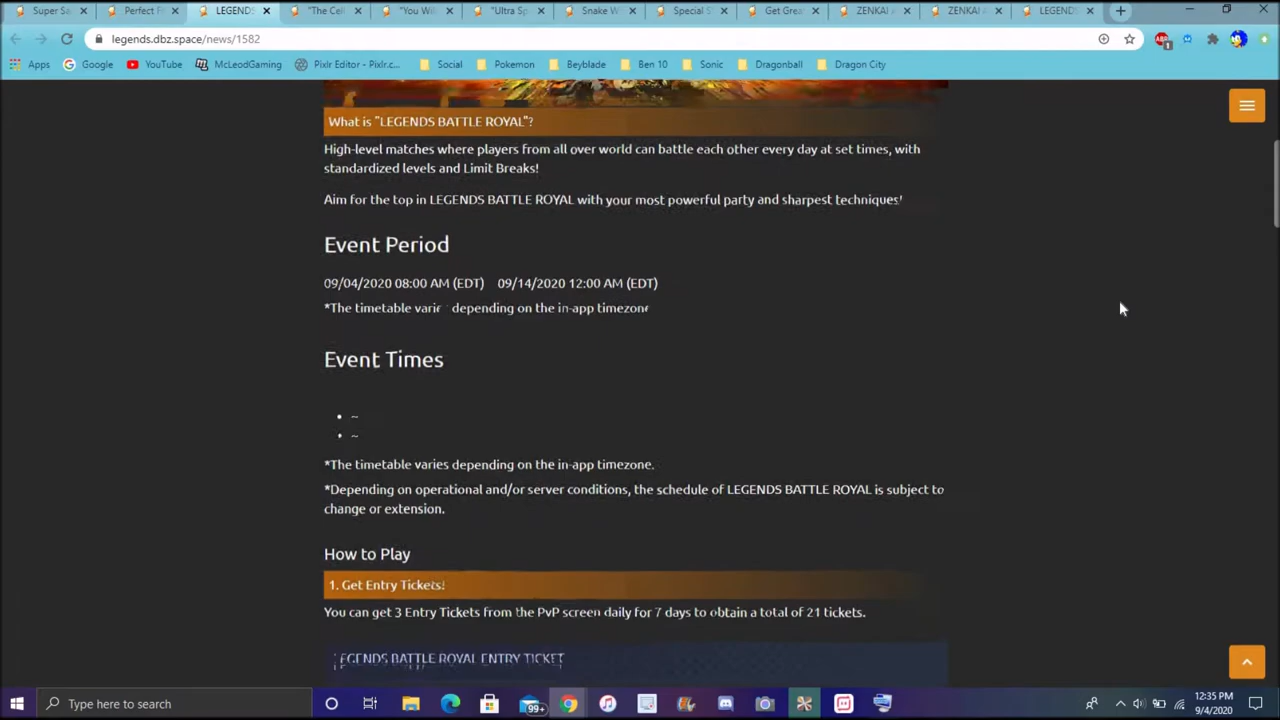 Super Sa
Perfect Fr
LEGENDS
"The Cel
"You Wi
"Ultra Sp
Snake W
Special S
Get Grea
ZENKAI A
ZENKAI A
LEGENDS
legends.dbz.space/news/1582
Apps Google YouTube McLeodGaming Pixlr Editor - Pixlr.c... Social Pokemon Beyblade Ben 10 Sonic Dragonball Dragon City
What is "LEGENDS BATTLE ROYAL"?
High-level matches where players from all over world can battle each other every day at set times, with
standardized levels and Limit Breaks!
Aim for the top in LEGENDS BATTLE ROYAL with your most powerful party and sharpest techniques!
Event Period
09/04/2020 08:00 AM (EDT) 09/14/2020 12:00 AM (EDT)
*The timetable varie depending on the in-app timezone
Event Times
~
~
*The timetable varies depending on the in-app timezone.
*Depending on operational and/or server conditions, the schedule of LEGENDS BATTLE ROYAL is subject to
change or extension.
How to Play
1. Get Entry Tickets!
You can get 3 Entry Tickets from the PvP screen daily for 7 days to obtain a total of 21 tickets.
LEGENDS BATTLE ROYAL ENTRY TICKET
Type here to search
99+
12:35 PM
9/4/2020